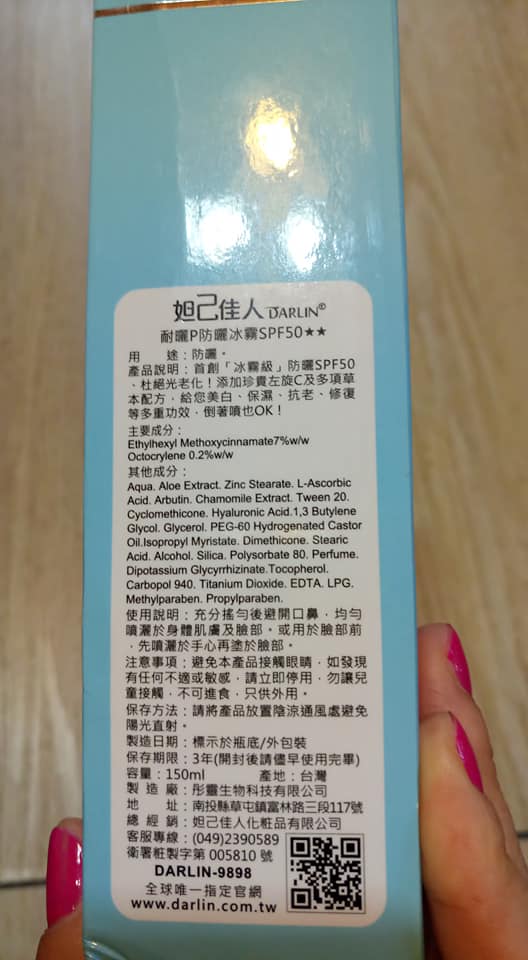 妲己佳人 DARLIN©
耐曬P防曬冰霧SPF50★★
用 途：防曬。
產品說明：首創「冰霧級」防曬SPF50
、杜絕光老化！添加珍貴左旋C及多項草
本配方，給您美白、保濕、抗老、修復
等多重功效，倒著噴也OK！
主要成分：
Ethylhexyl Methoxycinnamate7%w/w
Octocrylene 0.2%w/w
其他成分：
Aqua. Aloe Extract. Zinc Stearate. L-Ascorbic
Acid. Arbutin. Chamomile Extract. Tween 20.
Cyclomethicone. Hyaluronic Acid.1,3 Butylene
Glycol. Glycerol. PEG-60 Hydrogenated Castor
Oil.Isopropyl Myristate. Dimethicone. Stearic
Acid. Alcohol. Silica. Polysorbate 80. Perfume.
Dipotassium Glycyrrhizinate.Tocopherol.
Carbopol 940. Titanium Dioxide. EDTA. LPG.
Methylparaben. Propylparaben.
使用說明：充分搖勻後避開口鼻，均勻
噴灑於身體肌膚及臉部。或用於臉部前
，先噴灑於手心再塗於臉部。
注意事項：避免本產品接觸眼睛，如發現
有任何不適或敏感，請立即停用，勿讓兒
童接觸，不可進食，只供外用。
保存方法：請將產品放置陰涼通風處避免
陽光直射。
製造日期：標示於瓶底/外包裝
保存期限：3年(開封後請儘早使用完畢)
容量：150ml 產地：台灣
製 造 廠：彤靈生物科技有限公司
地 址：南投縣草屯鎮富林路三段117號
總 經 銷：妲己佳人化粧品有限公司
客服專線：(049)2390589
衛署粧製字第 005810 號
DARLIN-9898
全球唯一指定官網
www.darlin.com.tw